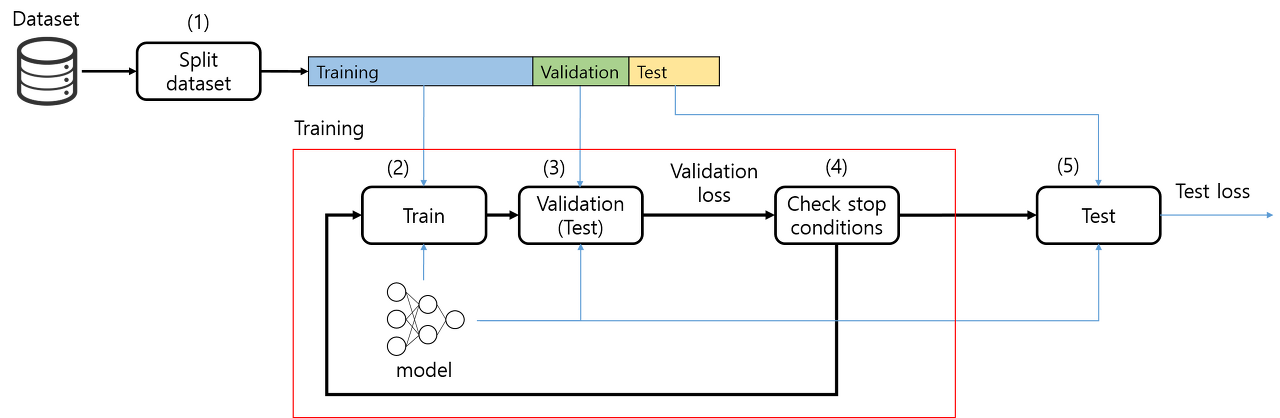 Dataset
(1)
Split
dataset
Training
Validation
Test
Training
(2)
(3)
Validation
loss
(4)
(5)
Train
Validation
(Test)
Check stop
conditions
Test
Test loss
model